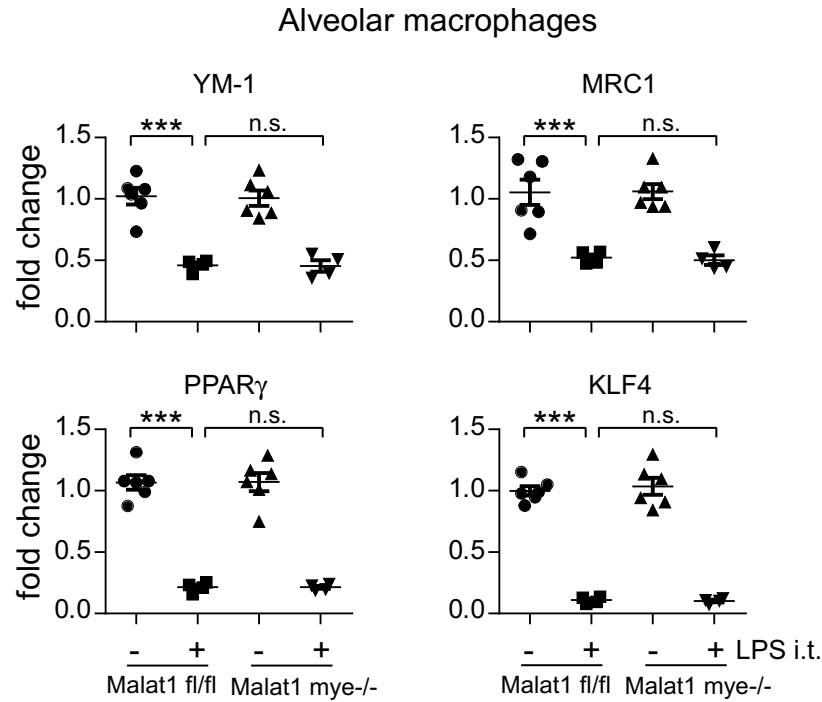 Alveolar macrophages
YM-1
MRC1
*** n.s.
*** n.s.
fold change
1.5
1.0
0.5
0.0
1.5
1.0
0.5
0.0
PPARγ
KLF4
*** n.s.
*** n.s.
fold change
1.5
1.0
0.5
0.0
1.5
1.0
0.5
0.0
- + - +
- + - + LPS i.t.
Malat1 fl/fl Malat1 mye-/-
Malat1 fl/fl Malat1 mye-/-